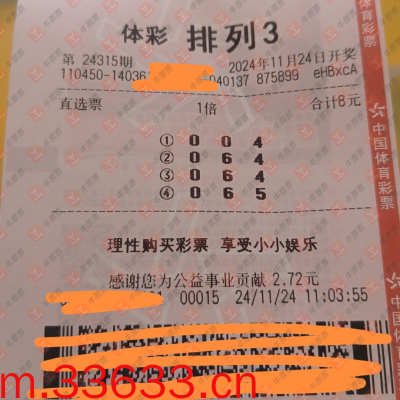 体彩 排列3
第 24315期 2024年11月24日开奖
110450-14036 040137 875899 eHBxcA
直选票 1倍 合计8元
① 0 0 4
② 0 6 4
③ 0 6 4
④ 0 6 5
理性购买彩票 享受小小娱乐
感谢您为公益事业贡献 2.72元
00015 24/11/24 11:03:55
中国体育彩票
中国体育彩票
m.33633.cn